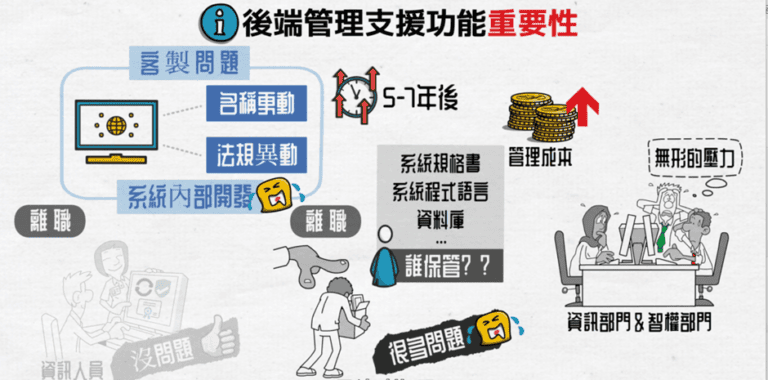 i 後端管理支援功能重要性
客製問題
名稱更動
法規異動
系統內部開發
5-7年後
管理成本
無形的壓力
離職
離職
系統規格書
系統程式語言
資料庫
...
誰保管??
資訊部門&智權部門
資訊人員
沒問題
很多問題